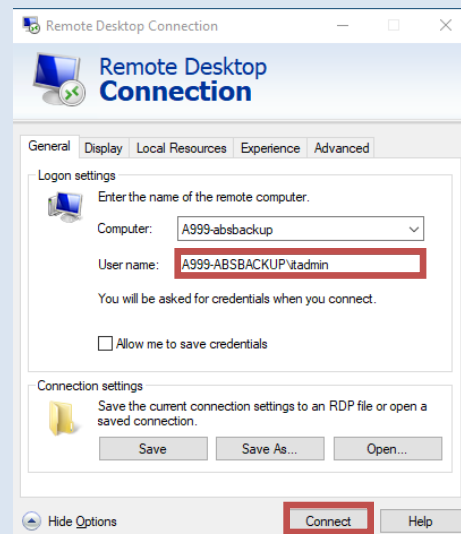 Remote Desktop Connection
Remote Desktop
Connection
General Display Local Resources Experience Advanced
Logon settings
Enter the name of the remote computer.
Computer: A999-absbackup
User name: A999-ABSBACKUP\itadmin
You will be asked for credentials when you connect.
Allow me to save credentials
Connection settings
Save the current connection settings to an RDP file or open a
saved connection.
Save Save As... Open...
Hide Options Connect Help